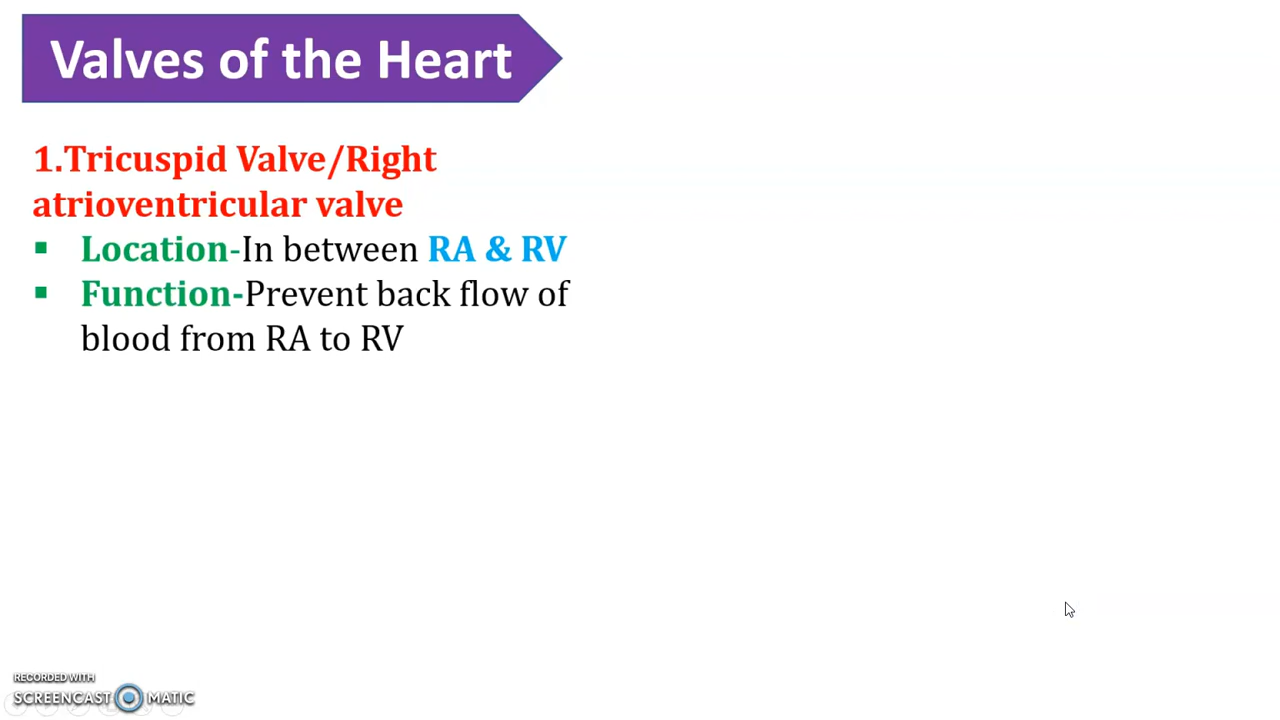 Valves of the Heart
1.Tricuspid Valve/Right
atrioventricular valve
▪ Location-In between RA & RV
▪ Function-Prevent back flow of
blood from RA to RV
RECORDED WITH
SCREENCAST MATIC